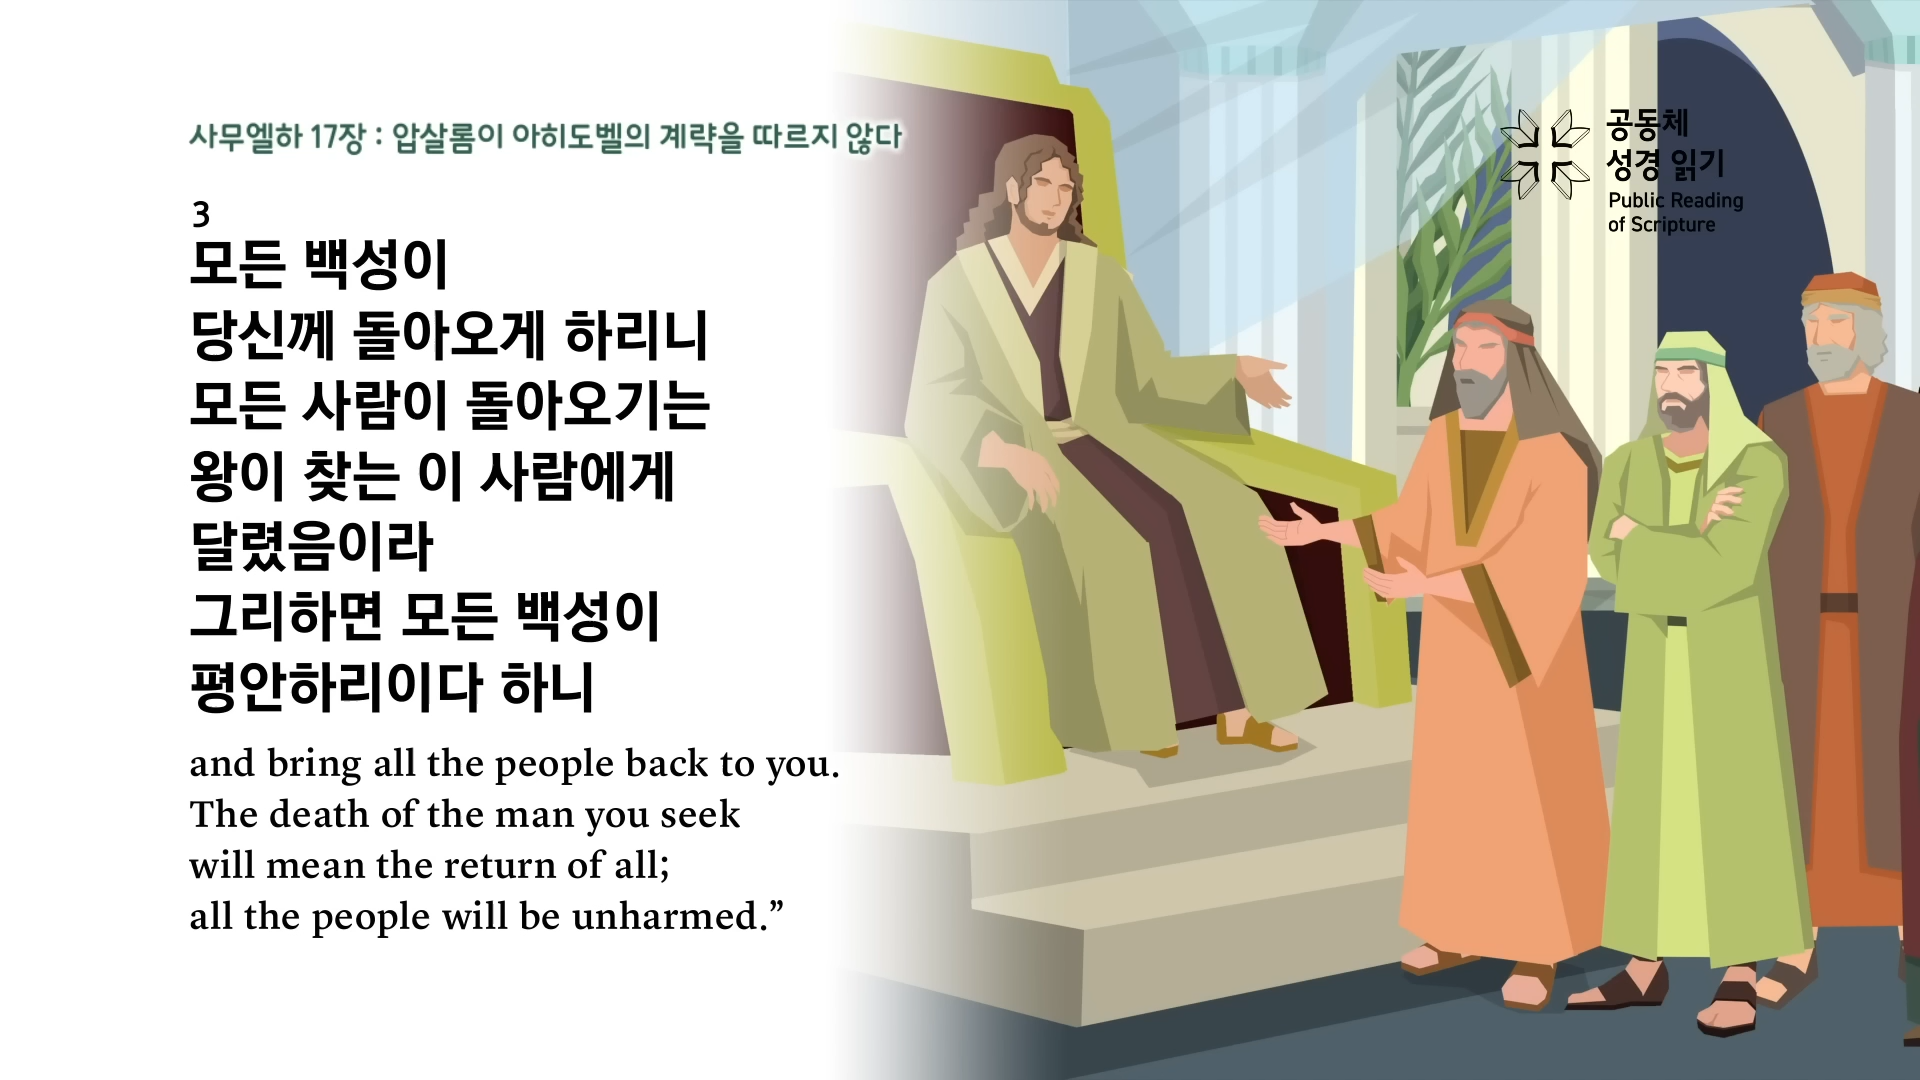 사무엘하 17장 : 압살롬이 아히도벨의 계략을 따르지 않다
3
모든 백성이
당신께 돌아오게 하리니
모든 사람이 돌아오기는
왕이 찾는 이 사람에게
달렸음이라
그리하면 모든 백성이
평안하리이다 하니
and bring all the people back to you.
The death of the man you seek
will mean the return of all;
all the people will be unharmed.”
공동체
성경 읽기
Public Reading
of Scripture